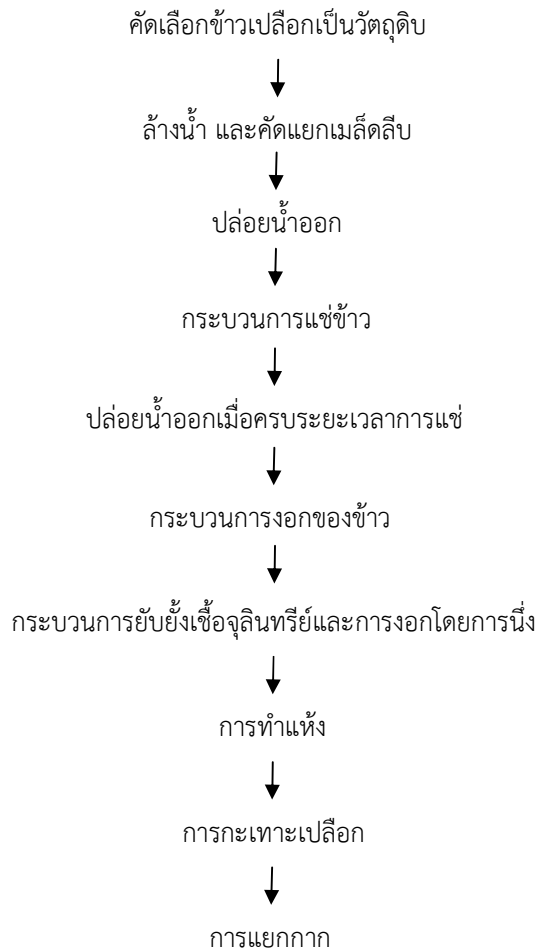 คัดเลือกข้าวเปลือกเป็นวัตถุดิบ
ล้างน้ำ และคัดแยกเมล็ดลีบ
ปล่อยน้ำออก
กระบวนการแช่ข้าว
ปล่อยน้ำออกเมื่อครบระยะเวลาการแช่
กระบวนการงอกของข้าว
กระบวนการยับยั้งเชื้อจุลินทรีย์และการงอกโดยการนึ่ง
การทำแห้ง
การกะเทาะเปลือก
การแยกกาก